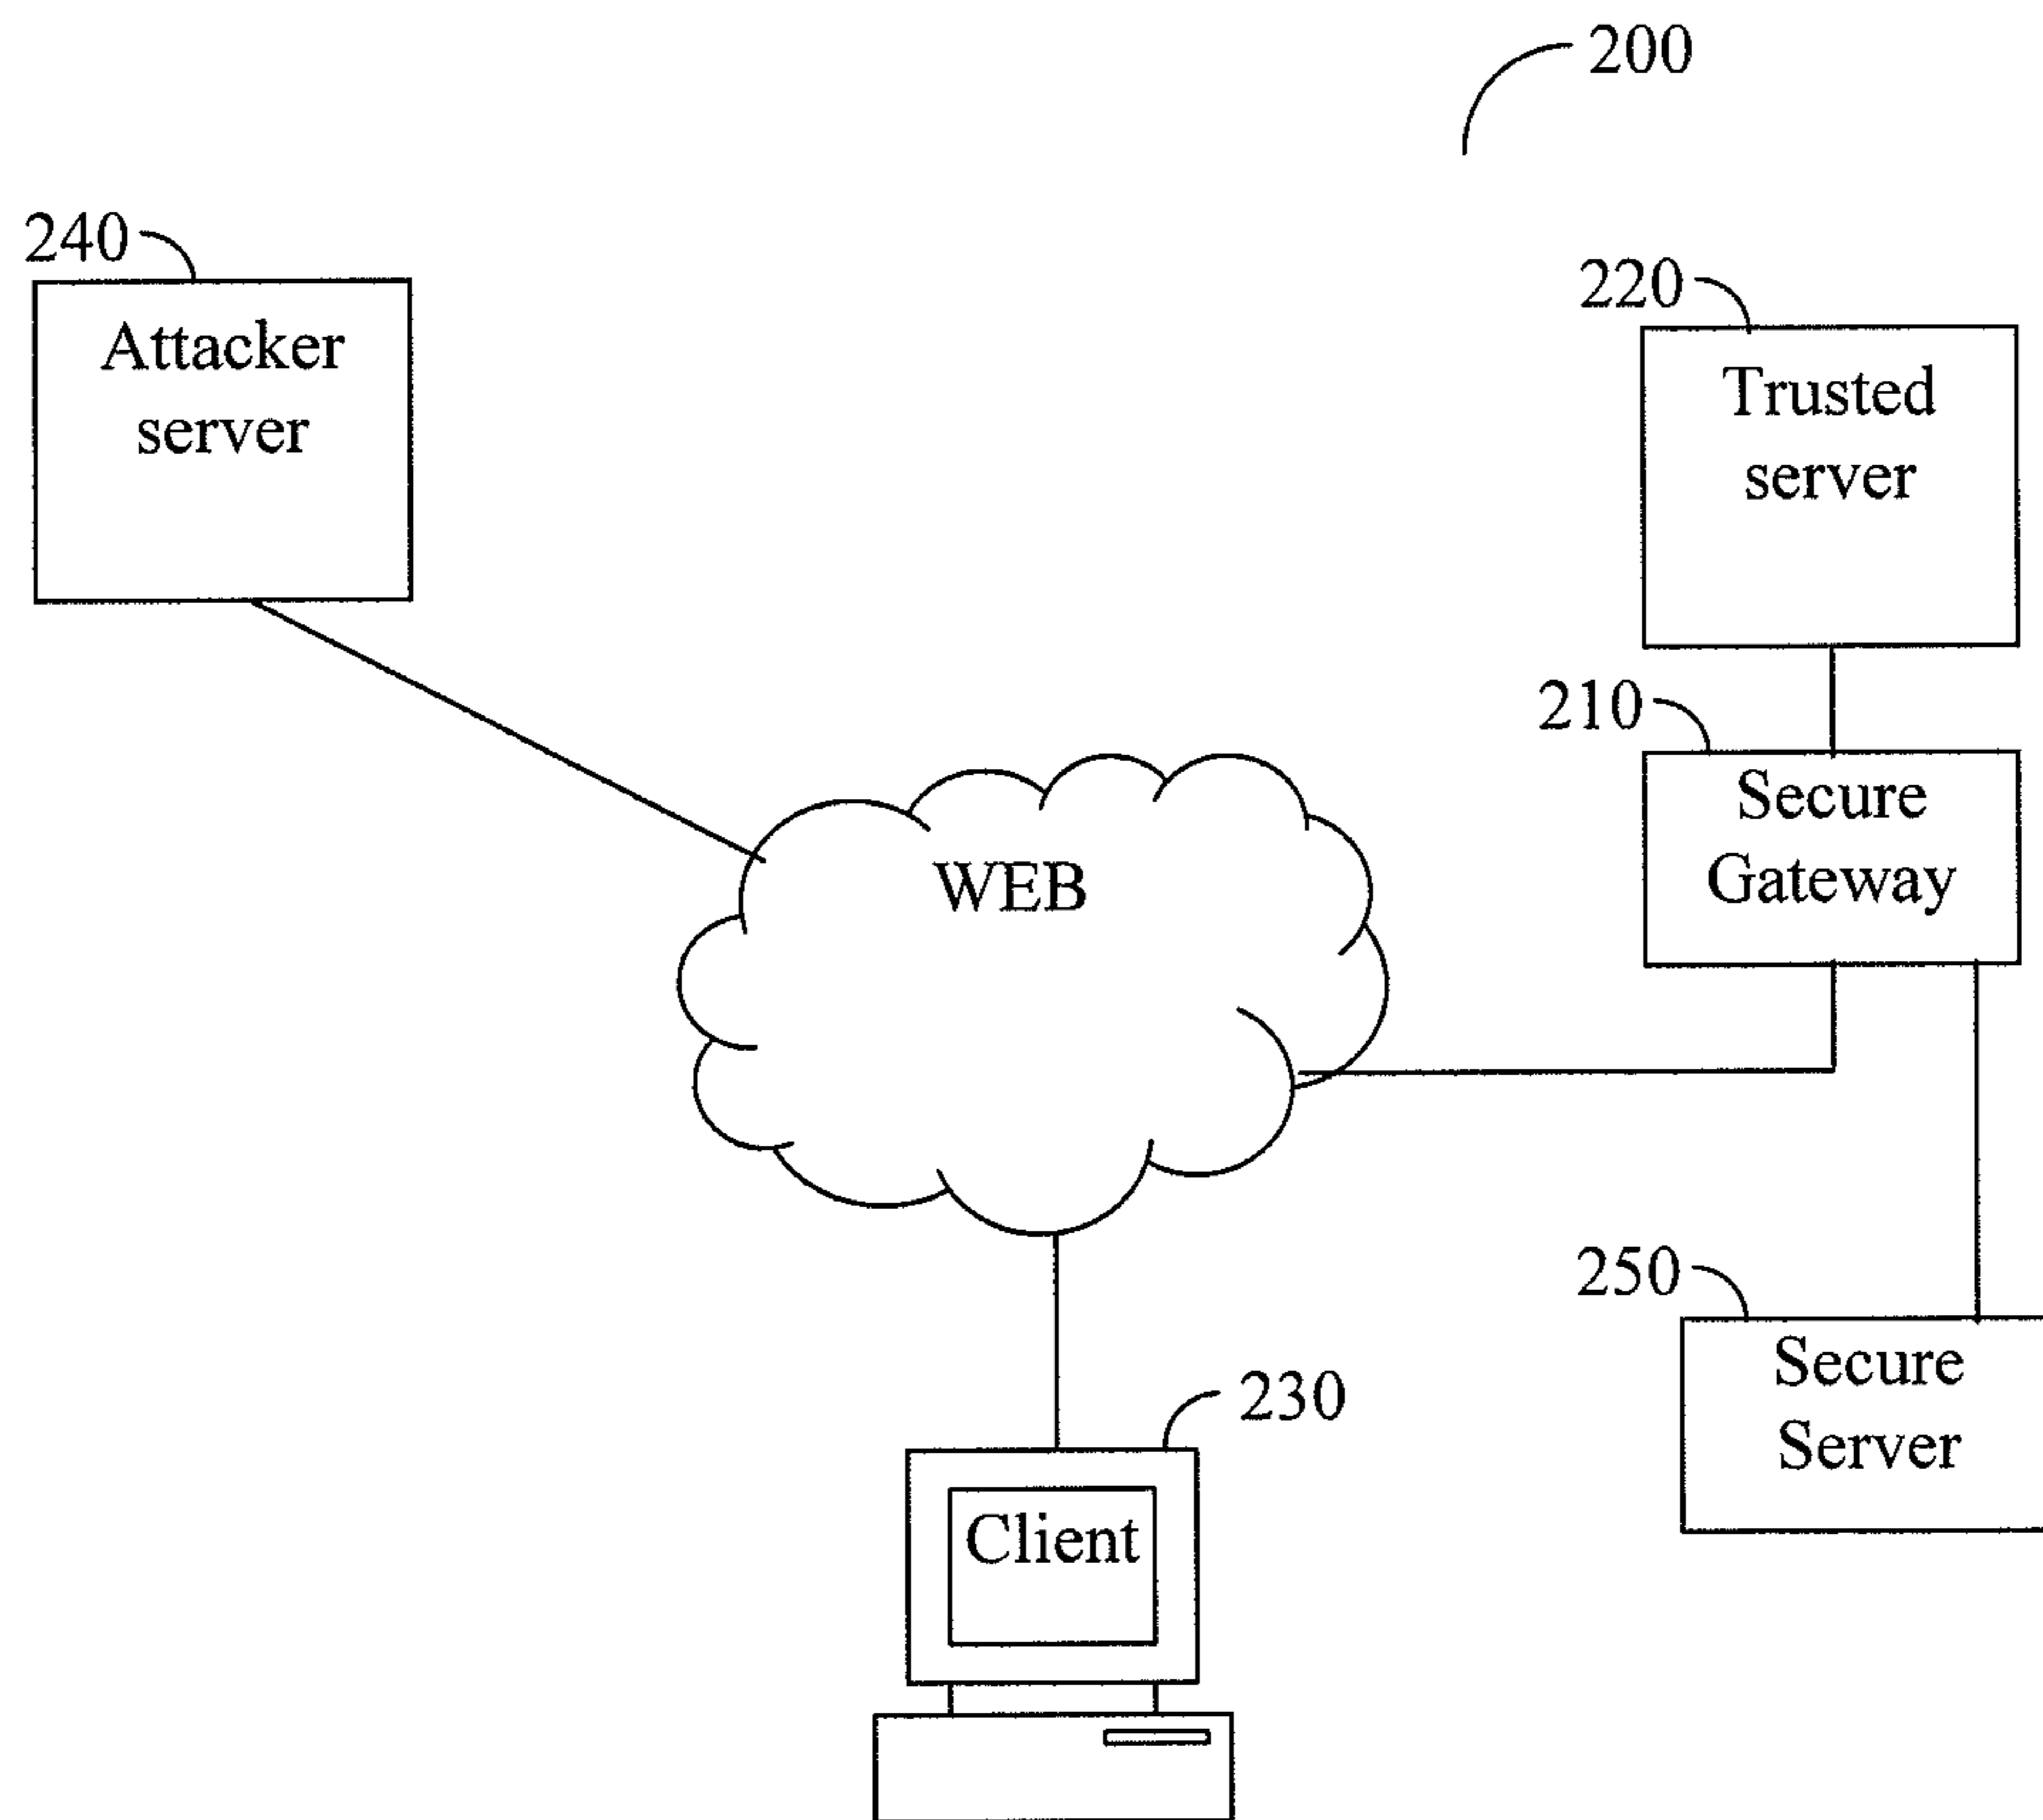 200
240
Attacker
server
220
Trusted
server
210
Secure
Gateway
WEB
250
Secure
Server
230
Client